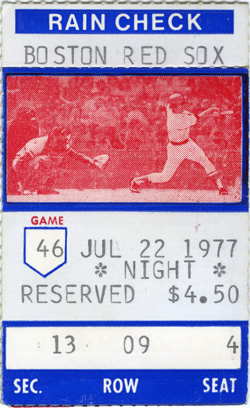 RAIN CHECK
BOSTON RED SOX
GAME
46 JUL 22 1977
* NIGHT *
RESERVED $4.50
13 09 4
SEC. ROW SEAT